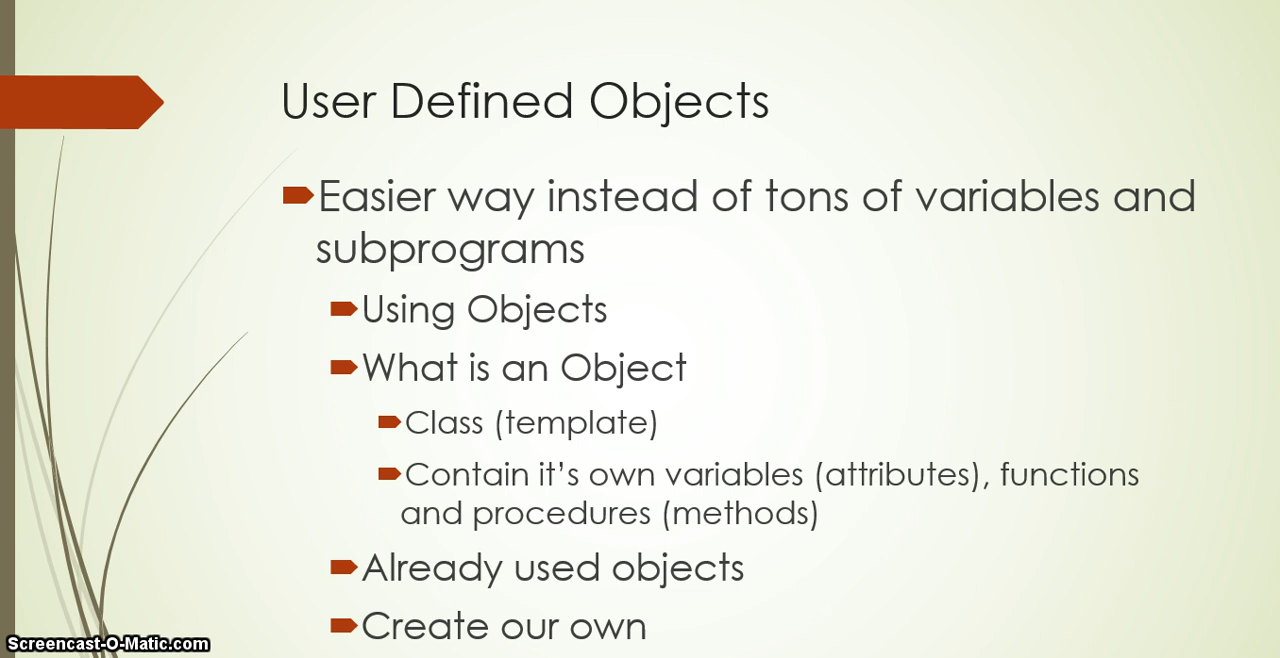 User Defined Objects
Easier way instead of tons of variables and
subprograms
Using Objects
What is an Object
Class (template)
Contain it's own variables (attributes), functions
and procedures (methods)
Already used objects
Create our own
Screencast-O-Matic.com